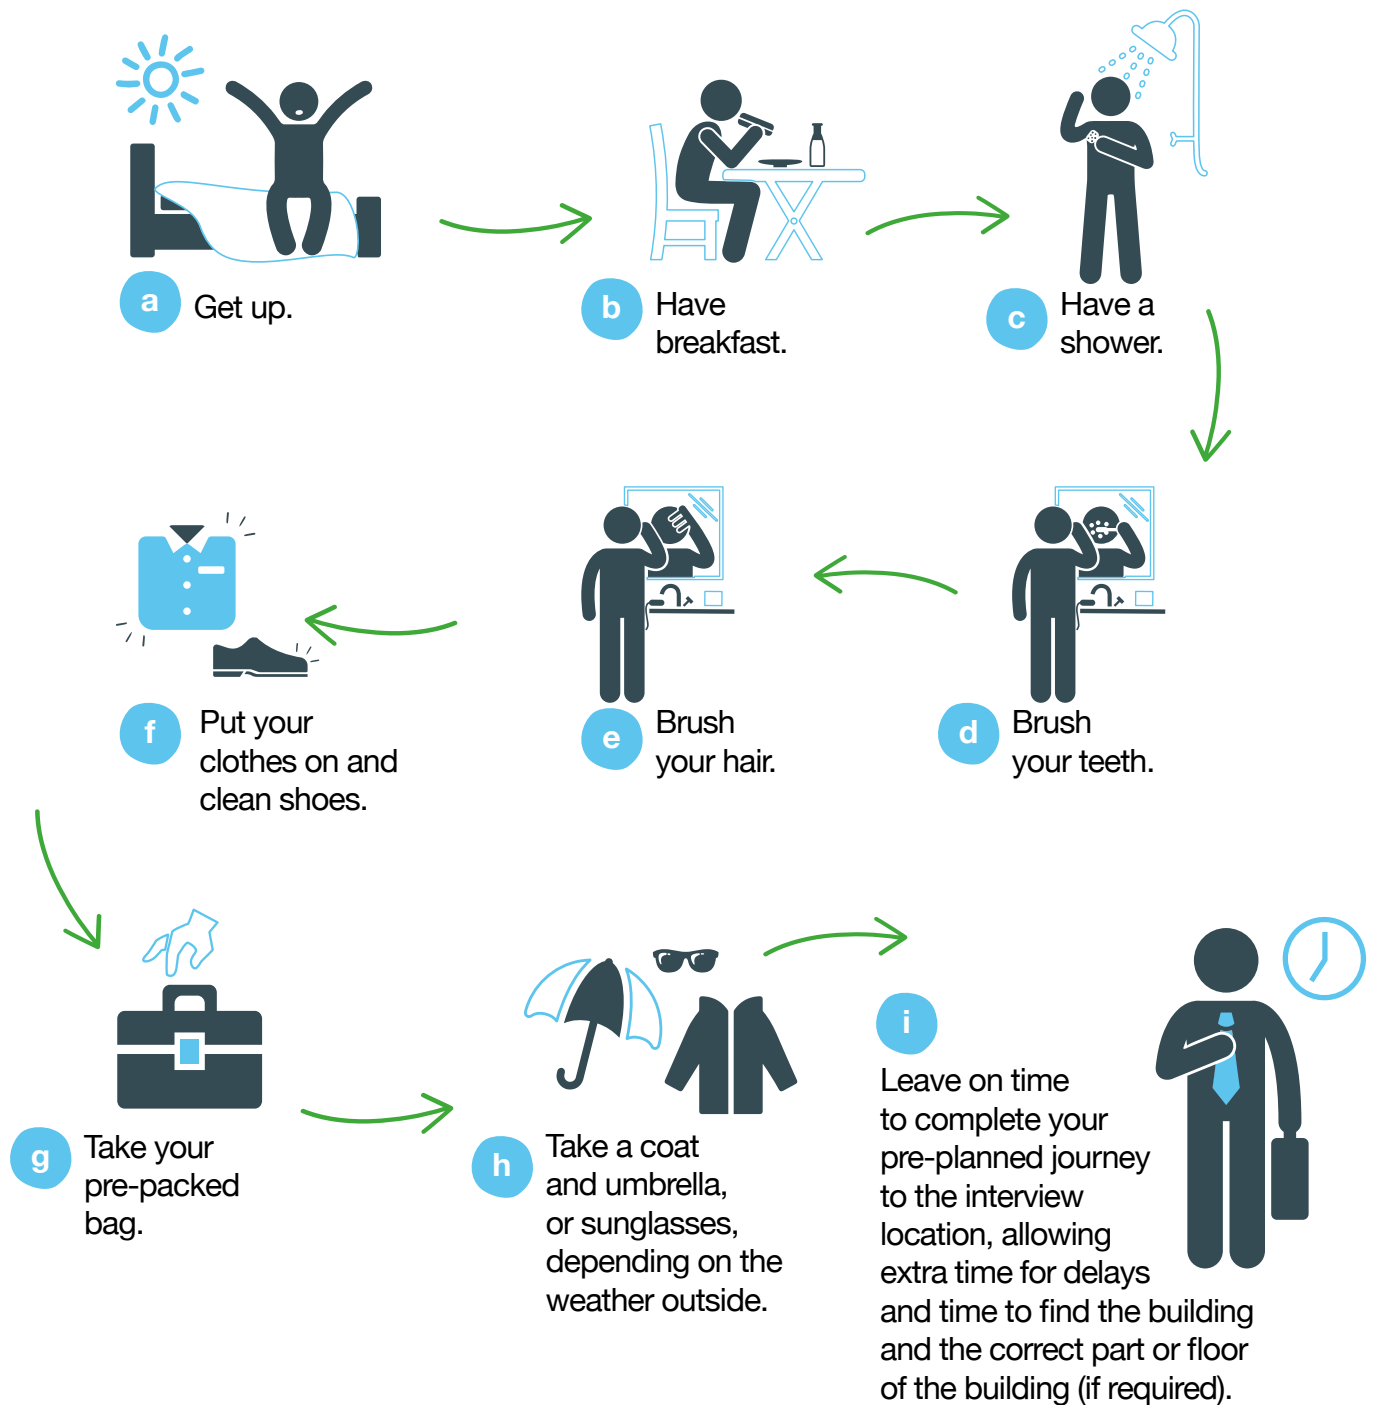 a
Get up.
b
Have
breakfast.
c
Have a
shower.
d
Brush
your teeth.
e
Brush
your hair.
f
Put your
clothes on and
clean shoes.
g
Take your
pre-packed
bag.
h
Take a coat
and umbrella,
or sunglasses,
depending on the
weather outside.
i
Leave on time
to complete your
pre-planned journey
to the interview
location, allowing
extra time for delays
and time to find the building
and the correct part or floor
of the building (if required).